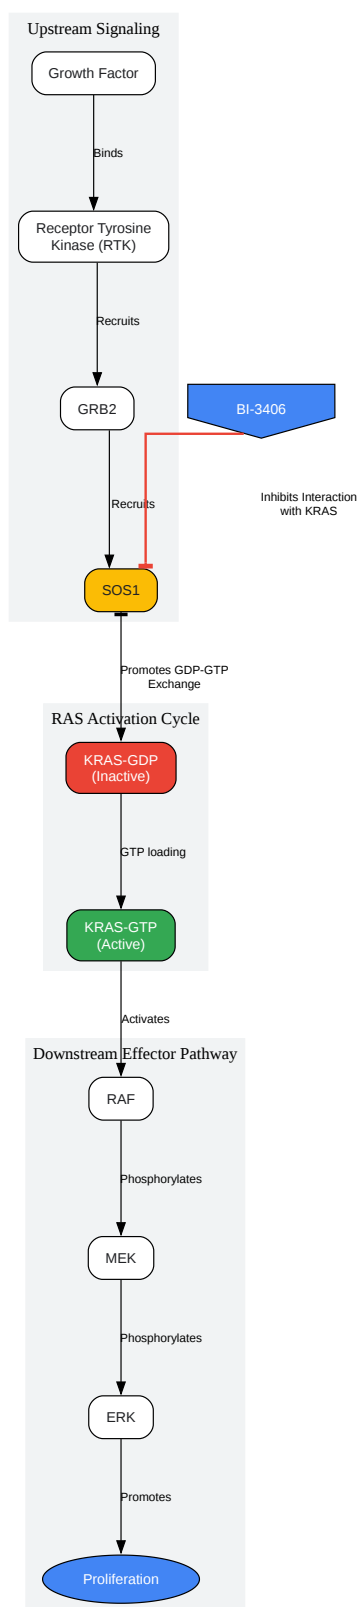 Upstream Signaling
Growth Factor
Binds
Receptor Tyrosine
Kinase (RTK)
Recruits
GRB2
BI-3406
Recruits
Inhibits Interaction
with KRAS
SOS1
Promotes GDP-GTP
Exchange
RAS Activation Cycle
KRAS-GDP
(Inactive)
GTP loading
KRAS-GTP
(Active)
Activates
Downstream Effector Pathway
RAF
Phosphorylates
MEK
Phosphorylates
ERK
Promotes
Proliferation